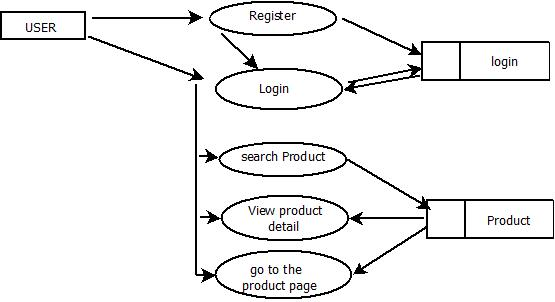 USER
Register
Login
login
search Product
View product
detail
Product
go to the
product page